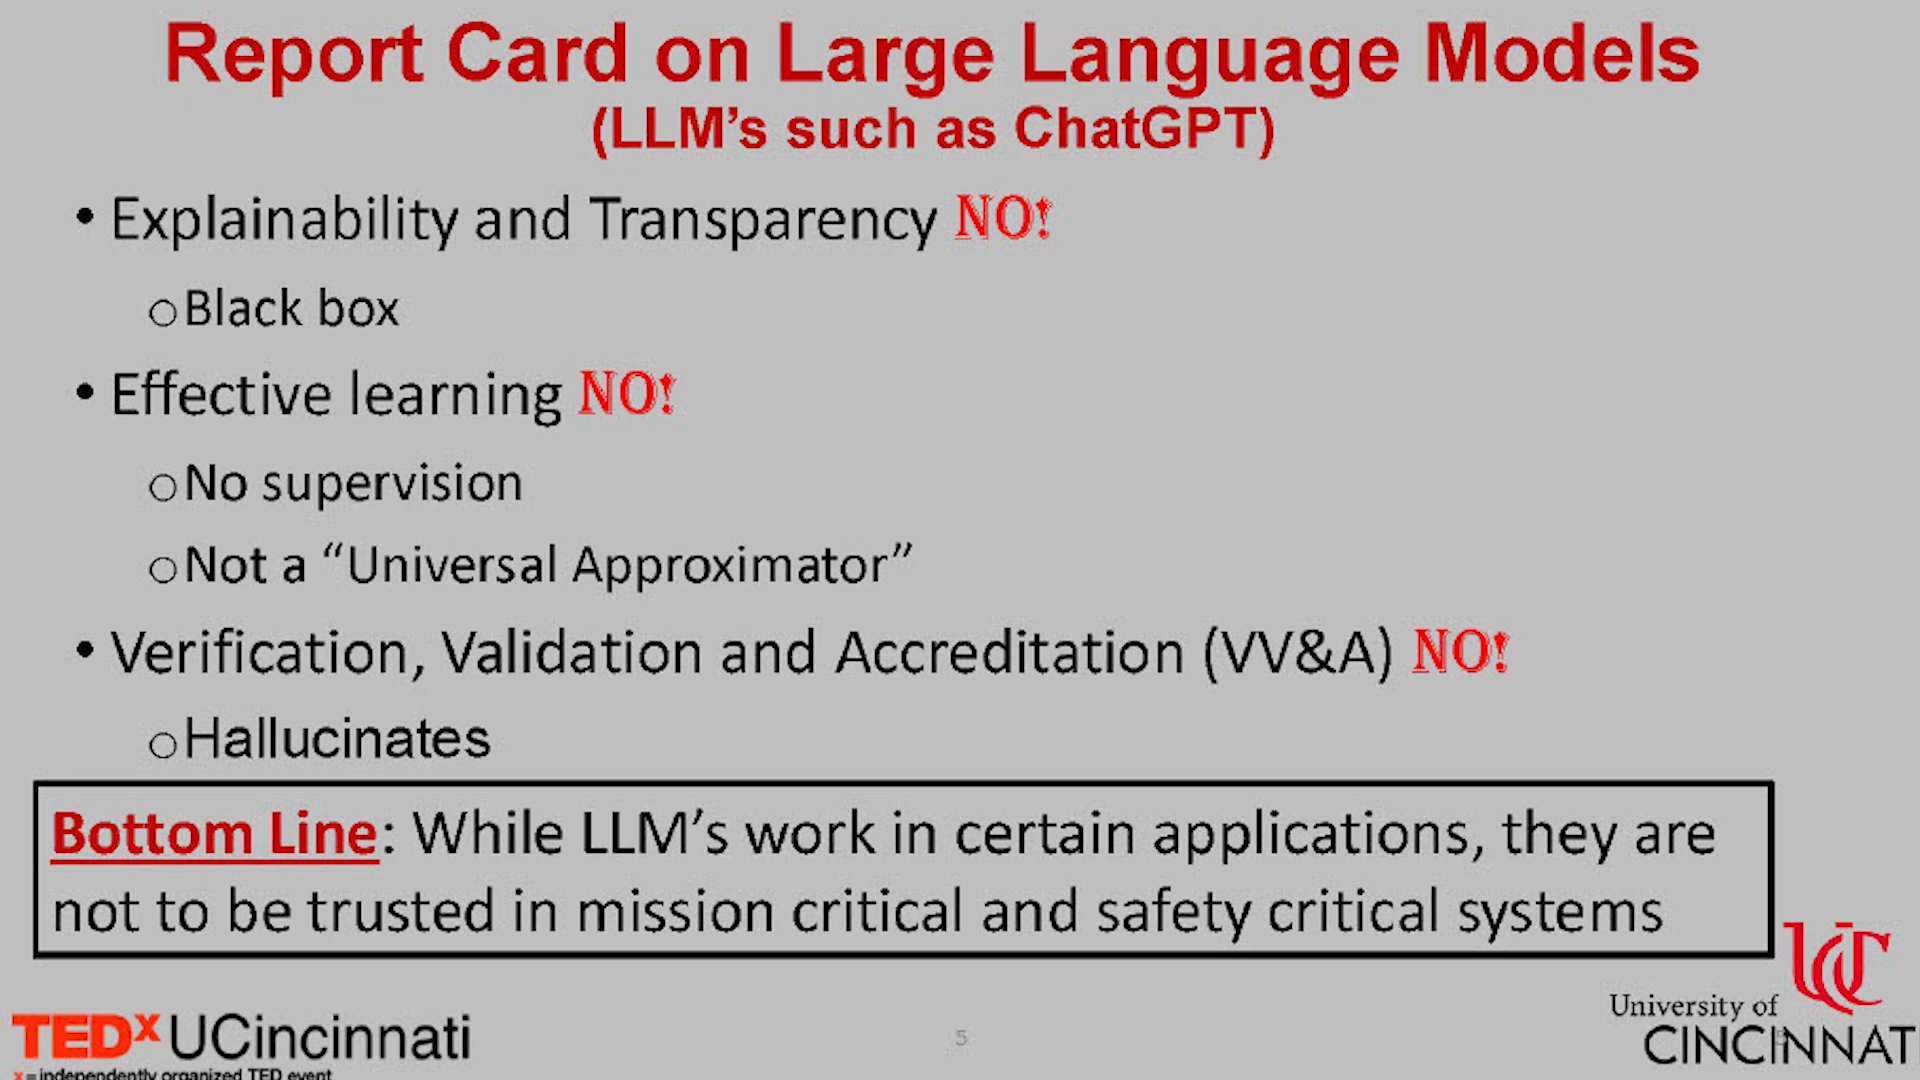 Report Card on Large Language Models
(LLM’s such as ChatGPT)
• Explainability and Transparency NO!
o Black box
• Effective learning NO!
o No supervision
o Not a “Universal Approximator”
• Verification, Validation and Accreditation (VV&A) NO!
o Hallucinates
Bottom Line: While LLM’s work in certain applications, they are
not to be trusted in mission critical and safety critical systems
TEDx UCincinnati
x = independently organized TED event
5
UC
University of
CINCINNAT